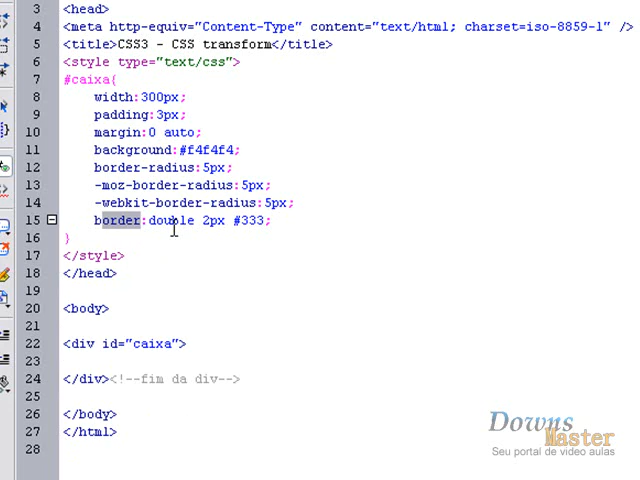 3 <head>
4 <meta http-equiv="Content-Type" content="text/html; charset=iso-8859-1" />
5 <title>CSS3 - CSS transform</title>
6 <style type="text/css">
7 #caixa{
8 width:300px;
9 padding:3px;
10 margin:0 auto;
11 background:#f4f4f4;
12 border-radius:5px;
13 -moz-border-radius:5px;
14 -webkit-border-radius:5px;
15 border:double 2px #333;
16 }
17 </style>
18 </head>
19
20 <body>
21
22 <div id="caixa">
23
24 </div><!--fim da div-->
25
26 </body>
27 </html>
28
Downs
Master
Seu portal de video aulas